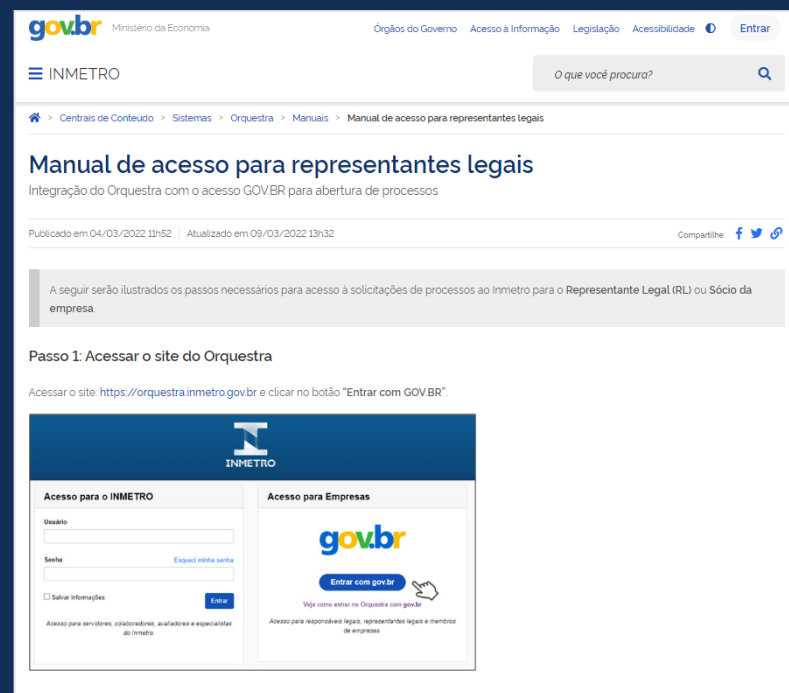 gov.br Ministério da Economia Órgãos do Governo Acesso à Informação Legislação Acessibilidade Entrar
INMETRO O que você procura?
> Centrais de Conteúdo > Sistemas > Orquestra > Manuais > Manual de acesso para representantes legais
Manual de acesso para representantes legais
Integração do Orquestra com o acesso GOV.BR para abertura de processos
Publicado em 04/03/2022 11h52 | Atualizado em 09/03/2022 13h32 Compartilhe:
A seguir serão ilustrados os passos necessários para acesso à solicitações de processos ao Inmetro para o Representante Legal (RL) ou Sócio da
empresa.
Passo 1: Acessar o site do Orquestra
Acessar o site: https://orquestra.inmetro.gov.br e clicar no botão "Entrar com GOV.BR".
INMETRO
Acesso para o INMETRO
Usuário
Senha Esqueci minha senha
Salvar informações Entrar
Acesso para servidores, colaboradores, avaliadores e especialistas
do Inmetro.
Acesso para Empresas
gov.br
Entrar com gov.br
Veja como entrar no Orquestra com gov.br
Acesso para responsáveis legais, representantes legais e membros
de empresas.